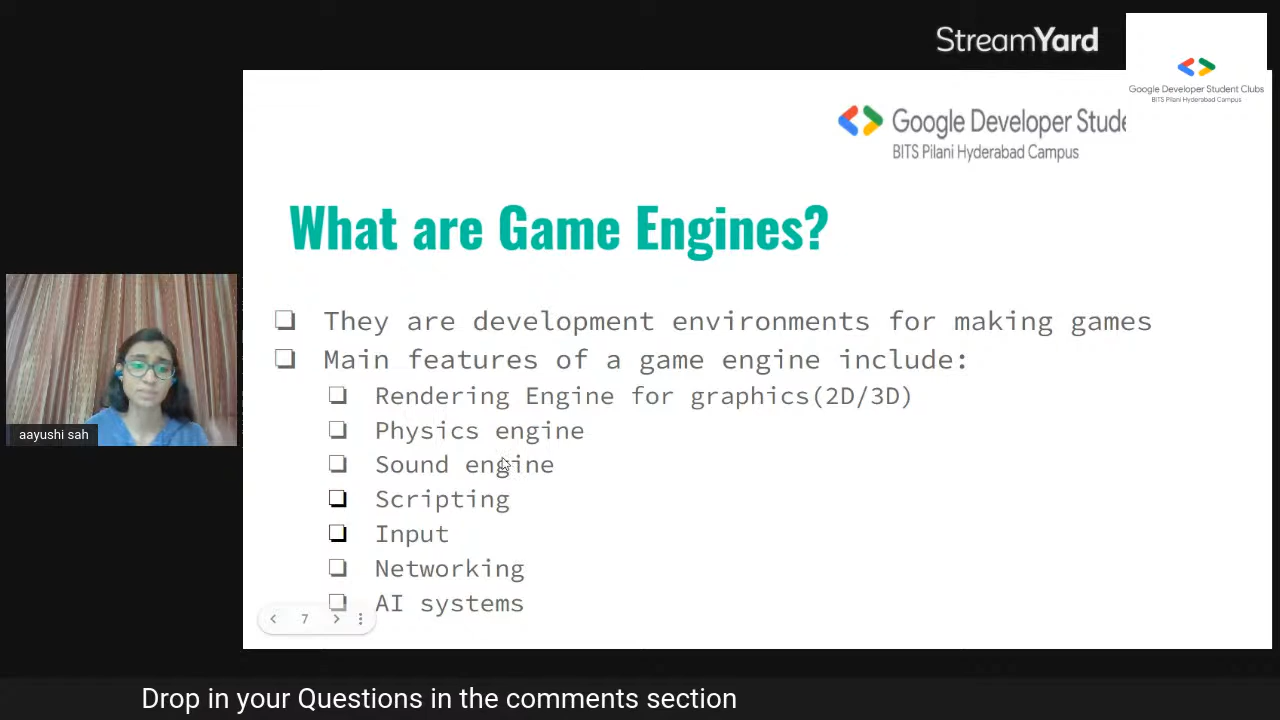 StreamYard
Google Developer Student Clubs
BITS Pilani Hyderabad Campus
Google Developer Stude
BITS Pilani Hyderabad Campus
What are Game Engines?
❏ They are development environments for making games
❏ Main features of a game engine include:
❏ Rendering Engine for graphics(2D/3D)
❏ Physics engine
❏ Sound engine
❏ Scripting
❏ Input
❏ Networking
❏ AI systems
7
aayushi sah
Drop in your Questions in the comments section